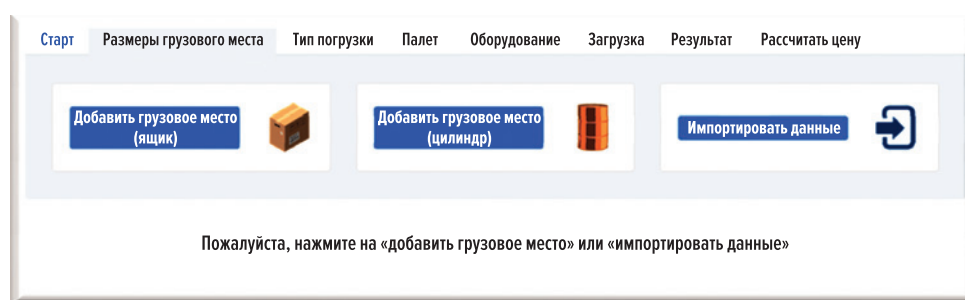 Старт Размеры грузового места Тип погрузки Палет Оборудование Загрузка Результат Рассчитать цену
Добавить грузовое место
(ящик)
Добавить грузовое место
(цилиндр)
Импортировать данные
Пожалуйста, нажмите на «добавить грузовое место» или «импортировать данные»